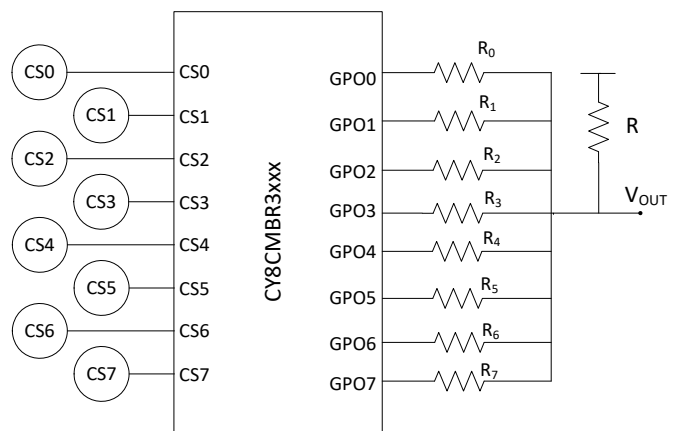 CS0
CS1
CS2
CS3
CS4
CS5
CS6
CS7
CS0
CS1
CS2
CS3
CS4
CS5
CS6
CS7
CY8CMBR3xxx
GPO0
GPO1
GPO2
GPO3
GPO4
GPO5
GPO6
GPO7
R0
R1
R2
R3
R4
R5
R6
R7
R
VOUT